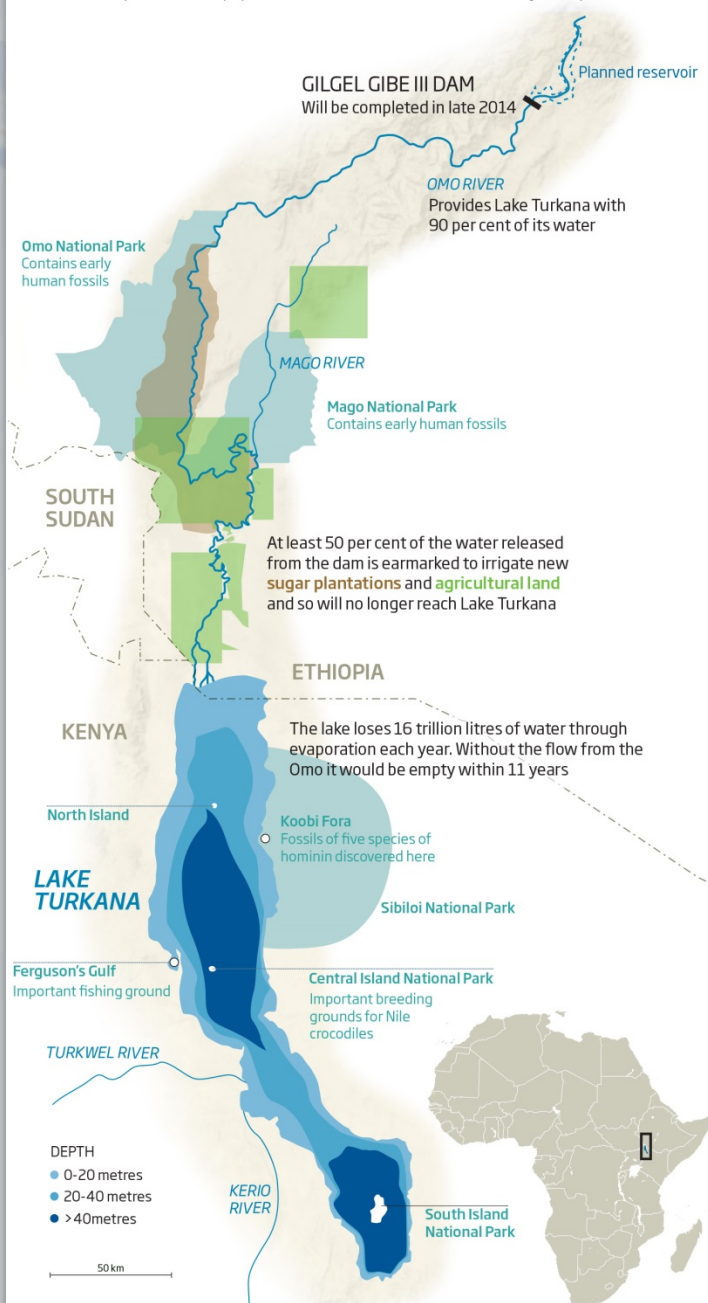 GILGEL GIBE III DAM
Will be completed in late 2014
Planned reservoir
OMO RIVER
Provides Lake Turkana with
90 per cent of its water
Omo National Park
Contains early
human fossils
MAGO RIVER
Mago National Park
Contains early human fossils
SOUTH
SUDAN
At least 50 per cent of the water released
from the dam is earmarked to irrigate new
sugar plantations and agricultural land
and so will no longer reach Lake Turkana
ETHIOPIA
KENYA
The lake loses 16 trillion litres of water through
evaporation each year. Without the flow from the
Omo it would be empty within 11 years
North Island
Koobi Fora
Fossils of five species of
hominin discovered here
LAKE
TURKANA
Sibiloi National Park
Ferguson's Gulf
Important fishing ground
Central Island National Park
Important breeding
grounds for Nile
crocodiles
TURKWEL RIVER
DEPTH
0-20 metres
20-40 metres
>40metres
KERIO
RIVER
South Island
National Park
50 km